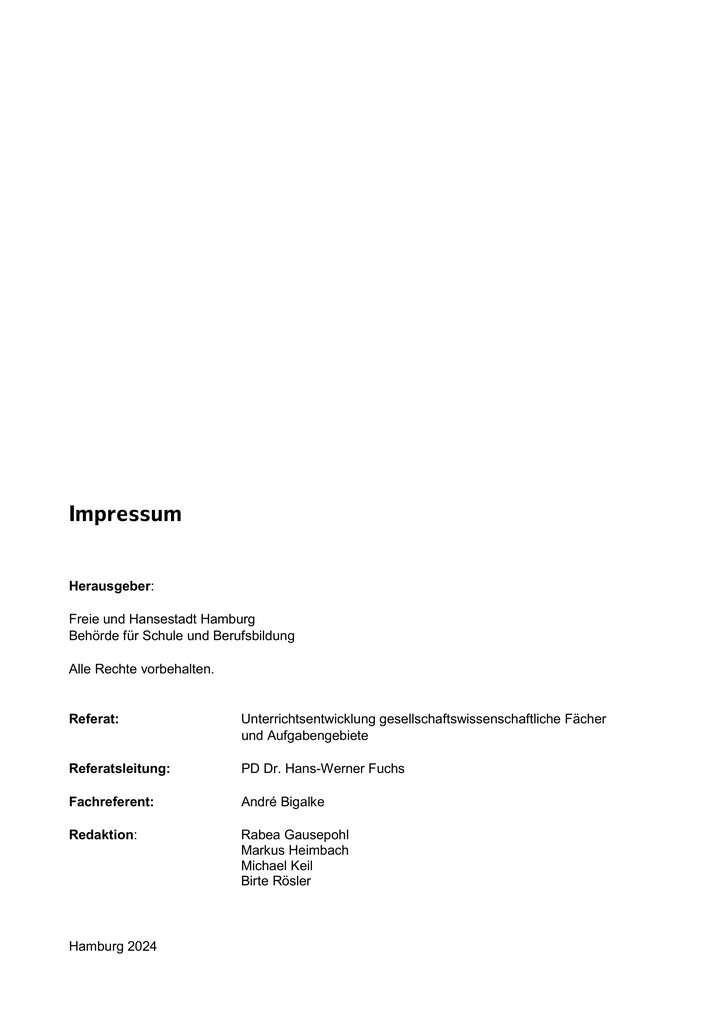 Impressum
Herausgeber:
Freie und Hansestadt Hamburg
Behörde für Schule und Berufsbildung
Alle Rechte vorbehalten.
Referat: Unterrichtsentwicklung gesellschaftswissenschaftliche Fächer
und Aufgabengebiete
Referatsleitung: PD Dr. Hans-Werner Fuchs
Fachreferent: André Bigalke
Redaktion: Rabea Gausepohl
Markus Heimbach
Michael Keil
Birte Rösler
Hamburg 2024